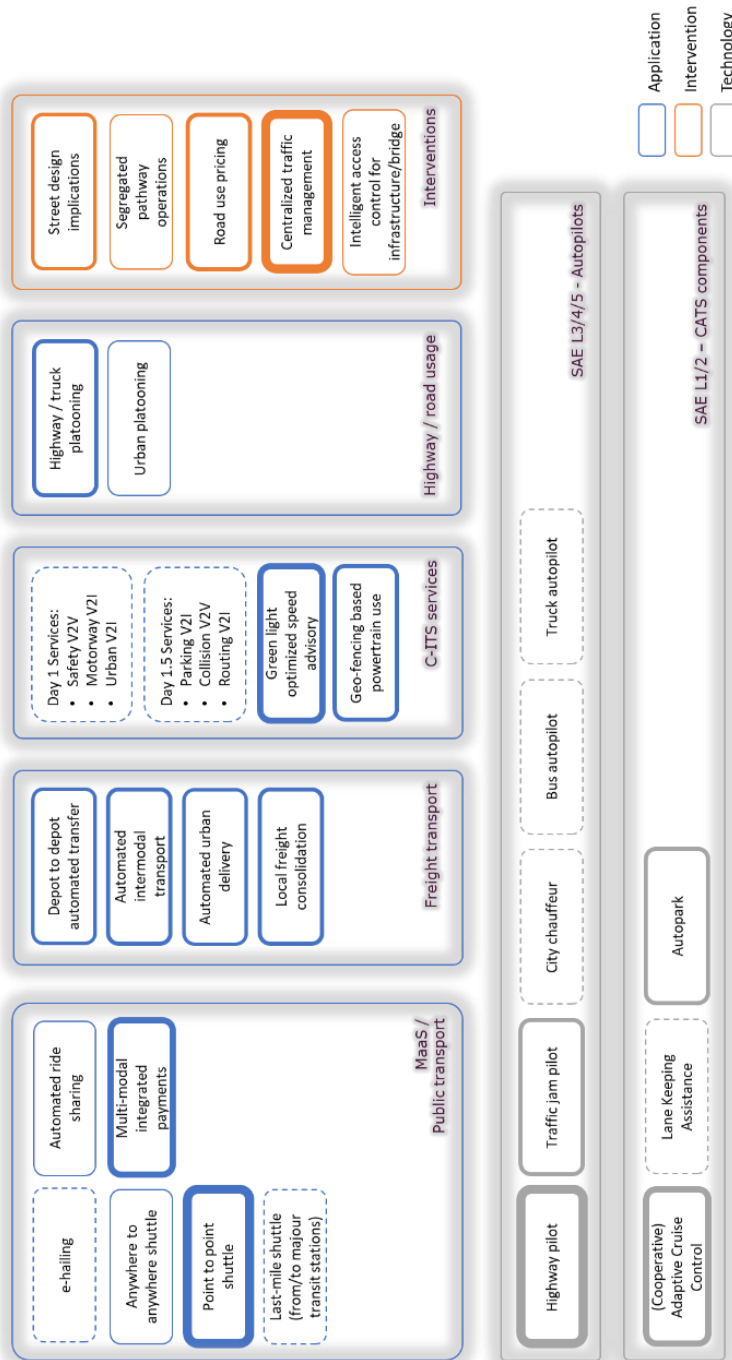 e-hailing
Anywhere to
anywhere shuttle
Point to point
shuttle
Last-mile shuttle
(from/to majour
transit stations)
Automated ride
sharing
Multi-modal
integrated
payments
MaaS /
Public transport
Depot to depot
automated transfer
Automated
intermodal
transport
Automated urban
delivery
Local freight
consolidation
Freight transport
Day 1 Services:
• Safety V2V
• Motorway V2I
• Urban V2I
Day 1.5 Services:
• Parking V2I
• Collision V2V
• Routing V2I
Green light
optimized speed
advisory
Geo-fencing based
powertrain use
C-ITS services
Highway / truck
platooning
Urban platooning
Highway / road usage
Street design
implications
Segregated
pathway
operations
Road use pricing
Centralized traffic
management
Intelligent access
control for
infrastructure/bridge
Interventions
Highway pilot
Traffic jam pilot
City chauffeur
Bus autopilot
Truck autopilot
SAE L3/4/5 - Autopilots
(Cooperative)
Adaptive Cruise
Control
Lane Keeping
Assistance
Autopark
SAE L1/2 – CATS components
Application
Intervention
Technology